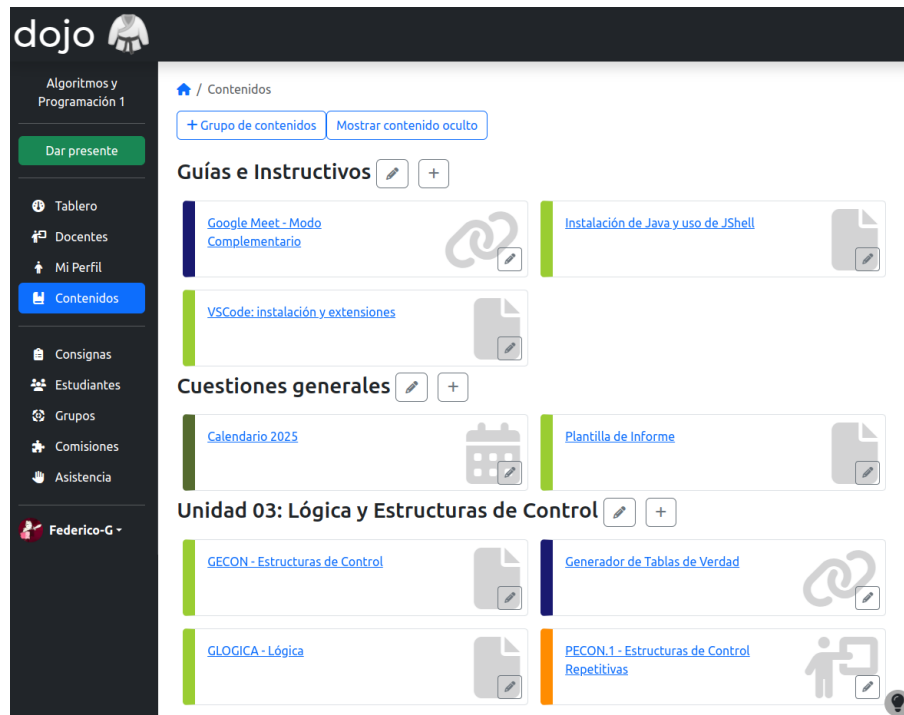 dojo
Algoritmos y
Programación 1
Dar presente
Tablero
Docentes
Mi Perfil
Contenidos
Consignas
Estudiantes
Grupos
Comisiones
Asistencia
Federico-G
/ Contenidos
+ Grupo de contenidos
Mostrar contenido oculto
Guías e Instructivos
+
Google Meet - Modo
Complementario
Instalación de Java y uso de JShell
VSCode: instalación y extensiones
Cuestiones generales
+
Calendario 2025
Plantilla de Informe
Unidad 03: Lógica y Estructuras de Control
+
GECON - Estructuras de Control
Generador de Tablas de Verdad
GLOGICA - Lógica
PECON.1 - Estructuras de Control
Repetitivas